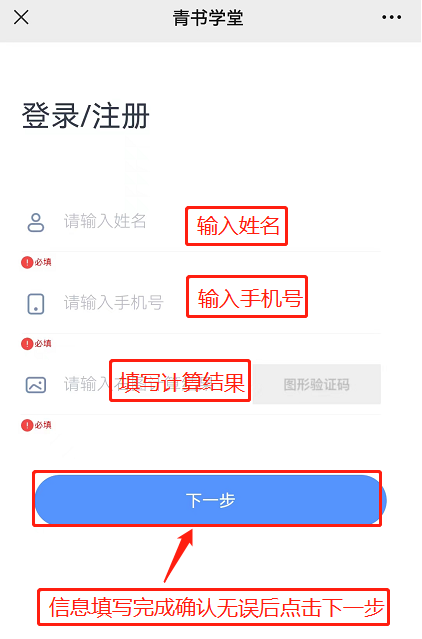 青书学堂
登录/注册
请输入姓名
输入姓名
必填
请输入手机号
输入手机号
必填
请输入
填写计算结果
图形验证码
必填
下一步
信息填写完成确认无误后点击下一步